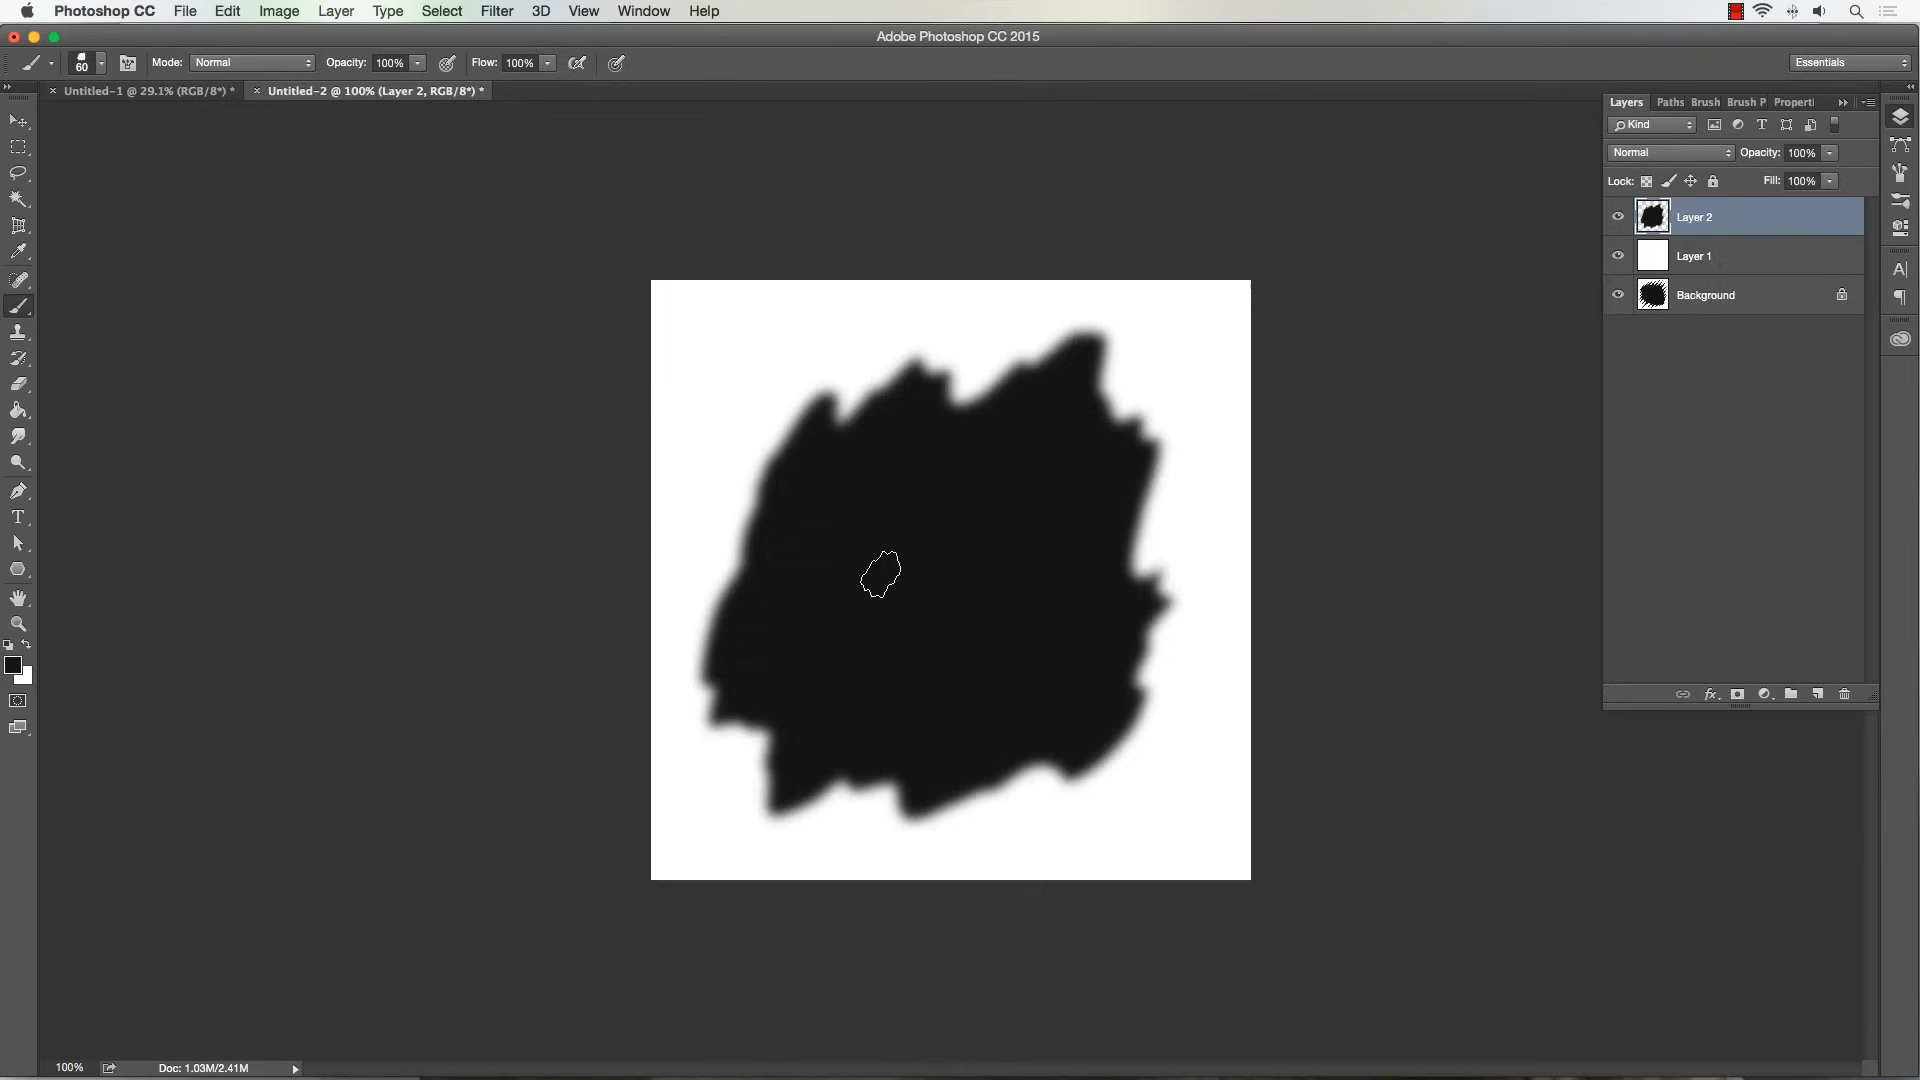 Photoshop CC File Edit Image Layer Type Select Filter 3D View Window Help
Adobe Photoshop CC 2015
60 Mode: Normal Opacity: 100% Flow: 100% Essentials
Untitled-1 @ 29.1% (RGB/8*) * Untitled-2 @ 100% (Layer 2, RGB/8*) *
Layers Paths Brush Brush P Properti
Kind
Normal Opacity: 100%
Lock: Fill: 100%
Layer 2
Layer 1
Background
100% Doc: 1.03M/2.41M